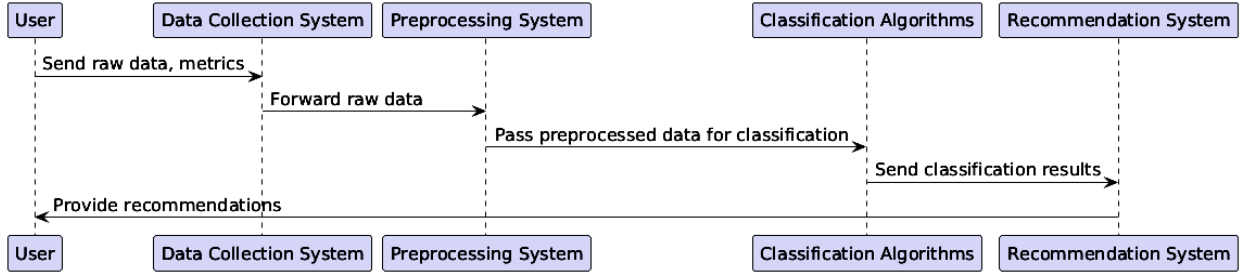 User
Data Collection System
Preprocessing System
Classification Algorithms
Recommendation System
Send raw data, metrics
Forward raw data
Pass preprocessed data for classification
Send classification results
Provide recommendations
User
Data Collection System
Preprocessing System
Classification Algorithms
Recommendation System